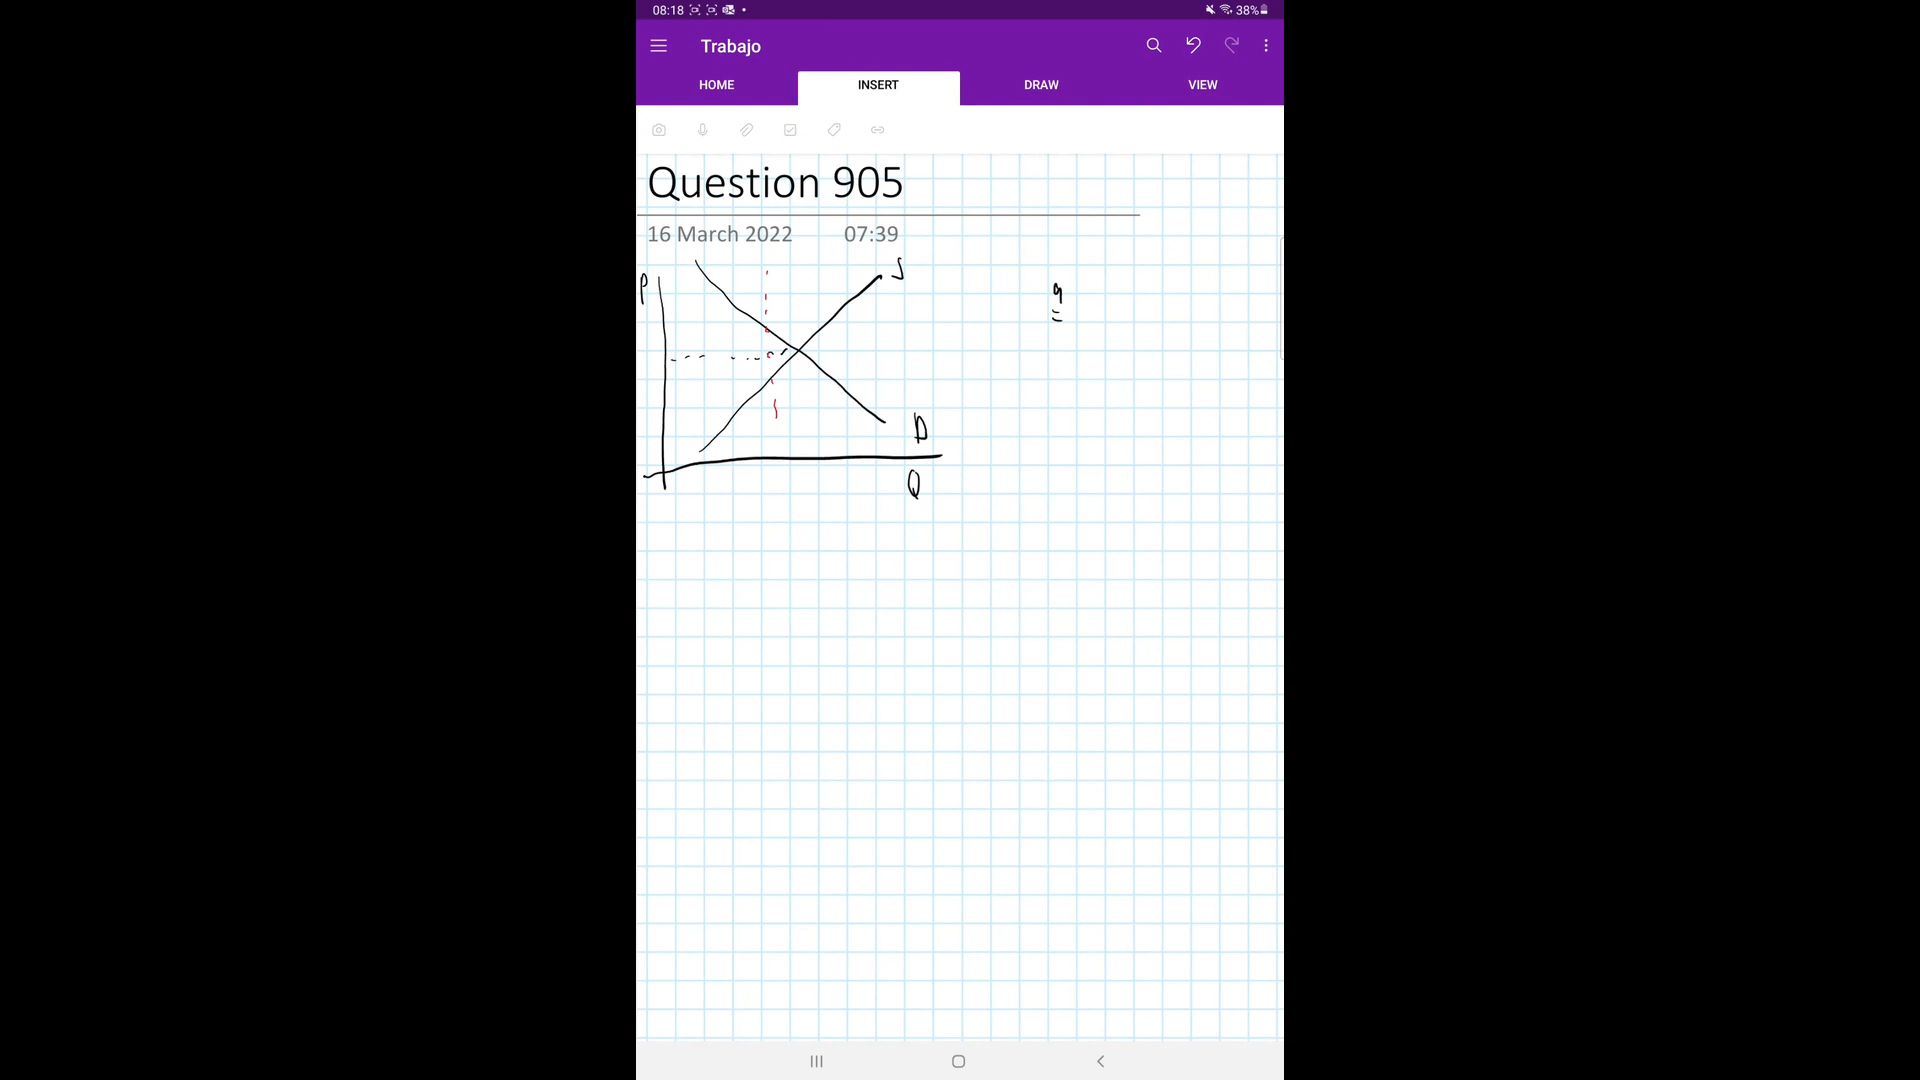 08:18 38%
Trabajo
HOME INSERT DRAW VIEW
Question 905
16 March 2022 07:39
P S
D
Q